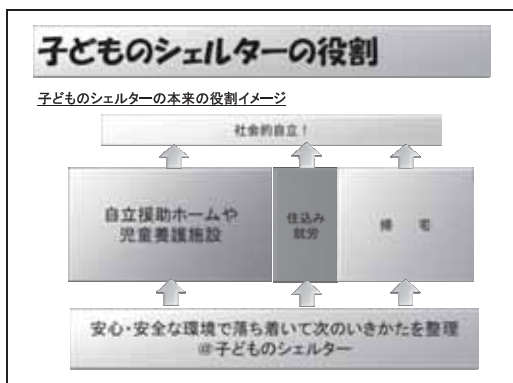 子どものシェルターの役割
子どものシェルターの本来の役割イメージ
社会的自立！
自立援助ホームや
児童養護施設
住込み
就労
帰　宅
安心・安全な環境で落ち着いて次のいきかたを整理
＠子どものシェルター